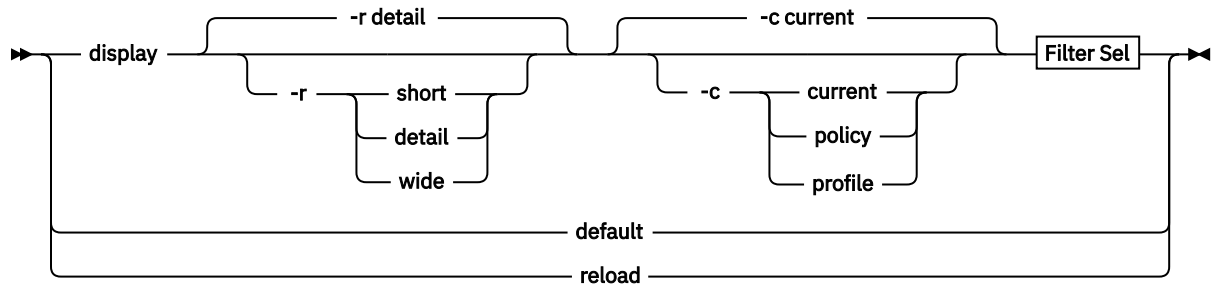 -r detail -c current
display Filter Sel
-r short -c current
detail policy
wide profile
default
reload